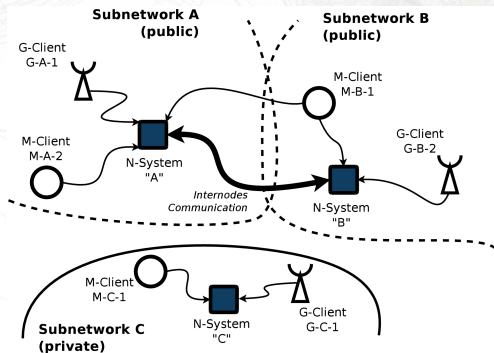 Subnetwork A
(public)
Subnetwork B
(public)
G-Client
G-A-1
M-Client
M-B-1
M-Client
M-A-2
N-System
"A"
G-Client
G-B-2
Internodes
Communication
N-System
"B"
M-Client
M-C-1
N-System
"C"
G-Client
G-C-1
Subnetwork C
(private)